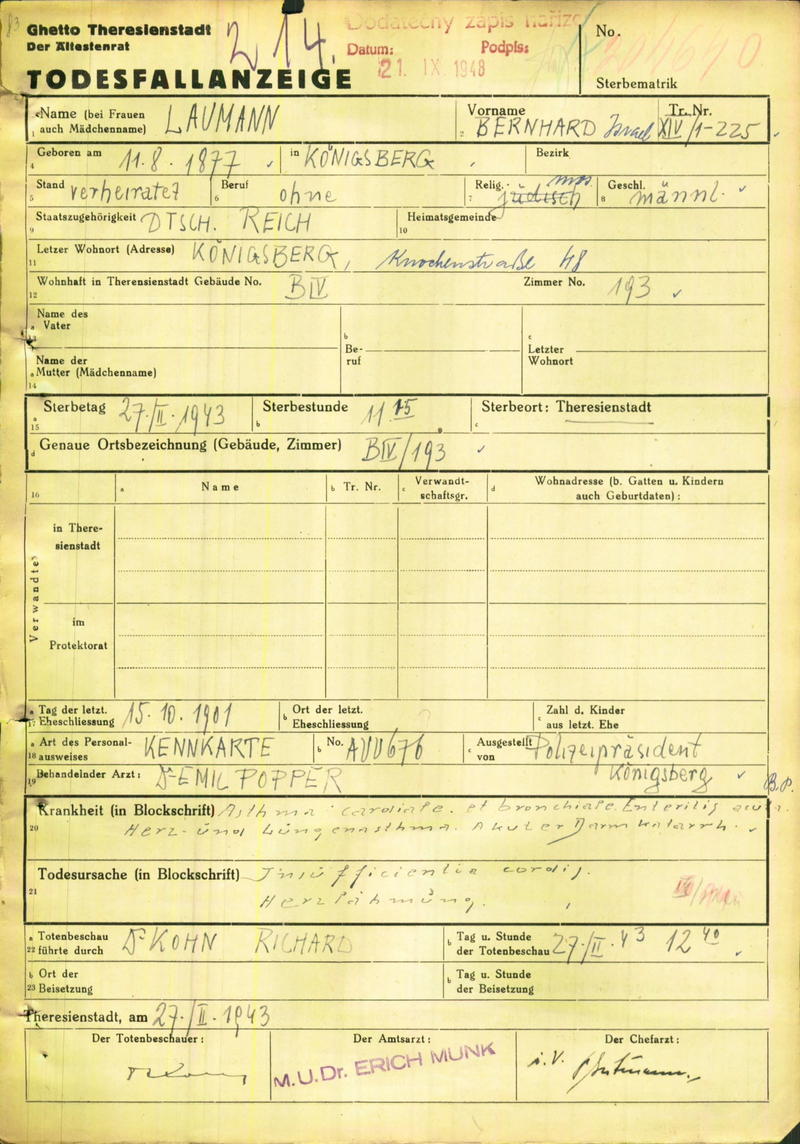 Ghetto Theresienstadt
Der Ältestenrat
TODESFALLANZEIGE
214.
Dodatečný zápis naříz
Datum: Podpis:
21. IX. 1948
No.
Sterbematrik
Name (bei Frauen auch Mädchenname) LAUMANN
Vorname BERNHARD Israel
Tr. Nr. XIV/1-225
Geboren am 11.8.1877 in KÖNIGSBERG Bezirk
Stand verheiratet Beruf ohne Relig. jüdisch mos Geschl. männl.
Staatszugehörigkeit DTSCH. REICH Heimatsgemeinde
Letzer Wohnort (Adresse) KÖNIGSBERG, Knochenstraße 48
Wohnhaft in Therensienstadt Gebäude No. BIV Zimmer No. 193
Name des Vater
Beruf
Letzter Wohnort
Name der Mutter (Mädchenname)
Sterbetag 27./II.1943 Sterbestunde 11 15 Sterbeort: Theresienstadt
Genaue Ortsbezeichnung (Gebäude, Zimmer) BIV/193
Name Tr. Nr. Verwandtschaftsgr. Wohnadresse (b. Gatten u. Kindern auch Geburtdaten):
Verwandte
in Theresienstadt
im Protektorat
Tag der letzt. Eheschliessung 15.10.1901 Ort der letzt. Eheschliessung Zahl d. Kinder aus letzt. Ehe
Art des Personalausweises KENNKARTE No. AVV676 Ausgestellt von Polizeipräsident Königsberg
Behandelnder Arzt: Dr EMIL POPPER
B.P.
Krankheit (in Blockschrift) Asthma cardiale. et bronchiale. Enteritis acuta
Herz- und Lungenasthma. Akuter Darmkatarrh.
Todesursache (in Blockschrift) Insufficientia cordis.
Herzlähmung.
Totenbeschau führte durch Dr KOHN RICHARD Tag u. Stunde der Totenbeschau 27./II.43 12 40
Ort der Beisetzung Tag u. Stunde der Beisetzung
Theresienstadt, am 27./II.1943
Der Totenbeschauer: Der Amtsarzt: Der Chefarzt:
M.U.Dr. ERICH MUNK
i.V.